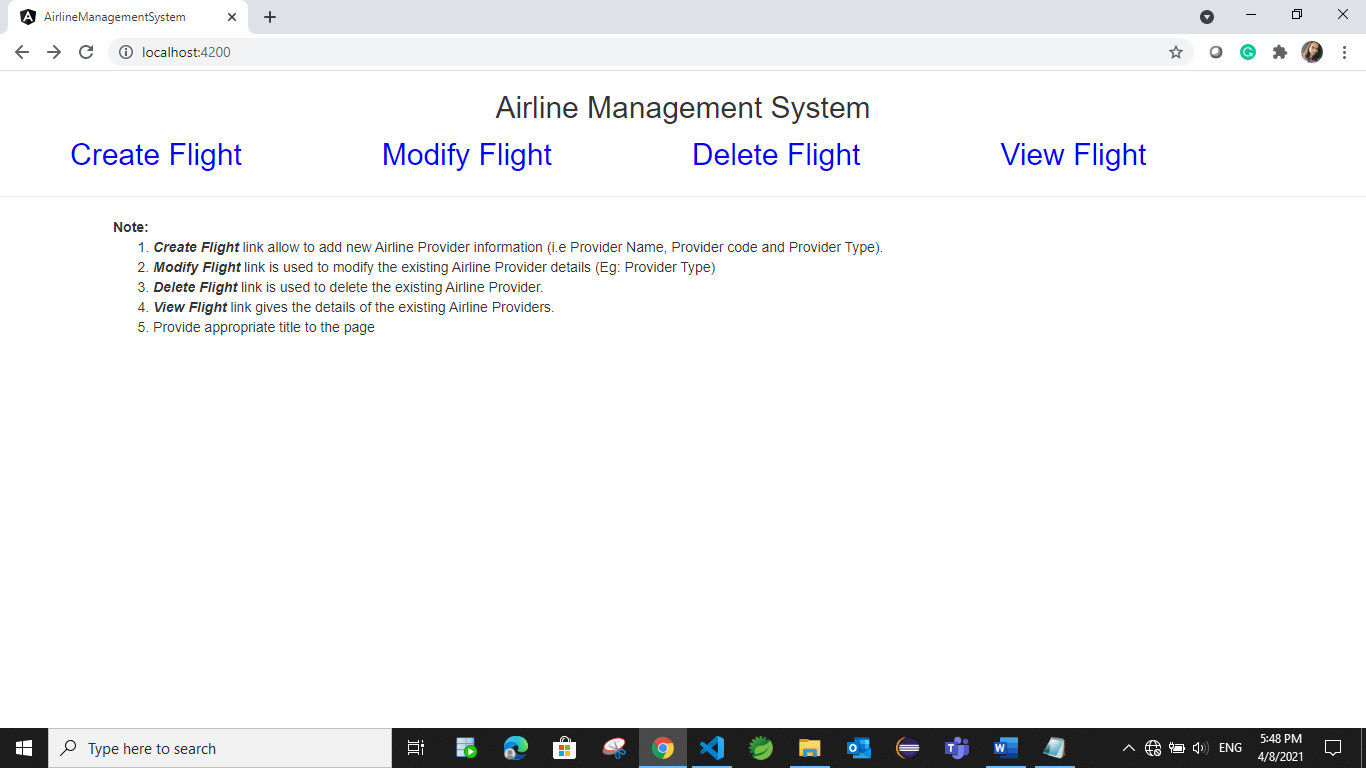 AirlineManagementSystem
localhost:4200
Airline Management System
Create Flight Modify Flight Delete Flight View Flight
Note:
1. Create Flight link allow to add new Airline Provider information (i.e Provider Name, Provider code and Provider Type).
2. Modify Flight link is used to modify the existing Airline Provider details (Eg: Provider Type)
3. Delete Flight link is used to delete the existing Airline Provider.
4. View Flight link gives the details of the existing Airline Providers.
5. Provide appropriate title to the page
Type here to search
ENG
5:48 PM
4/8/2021